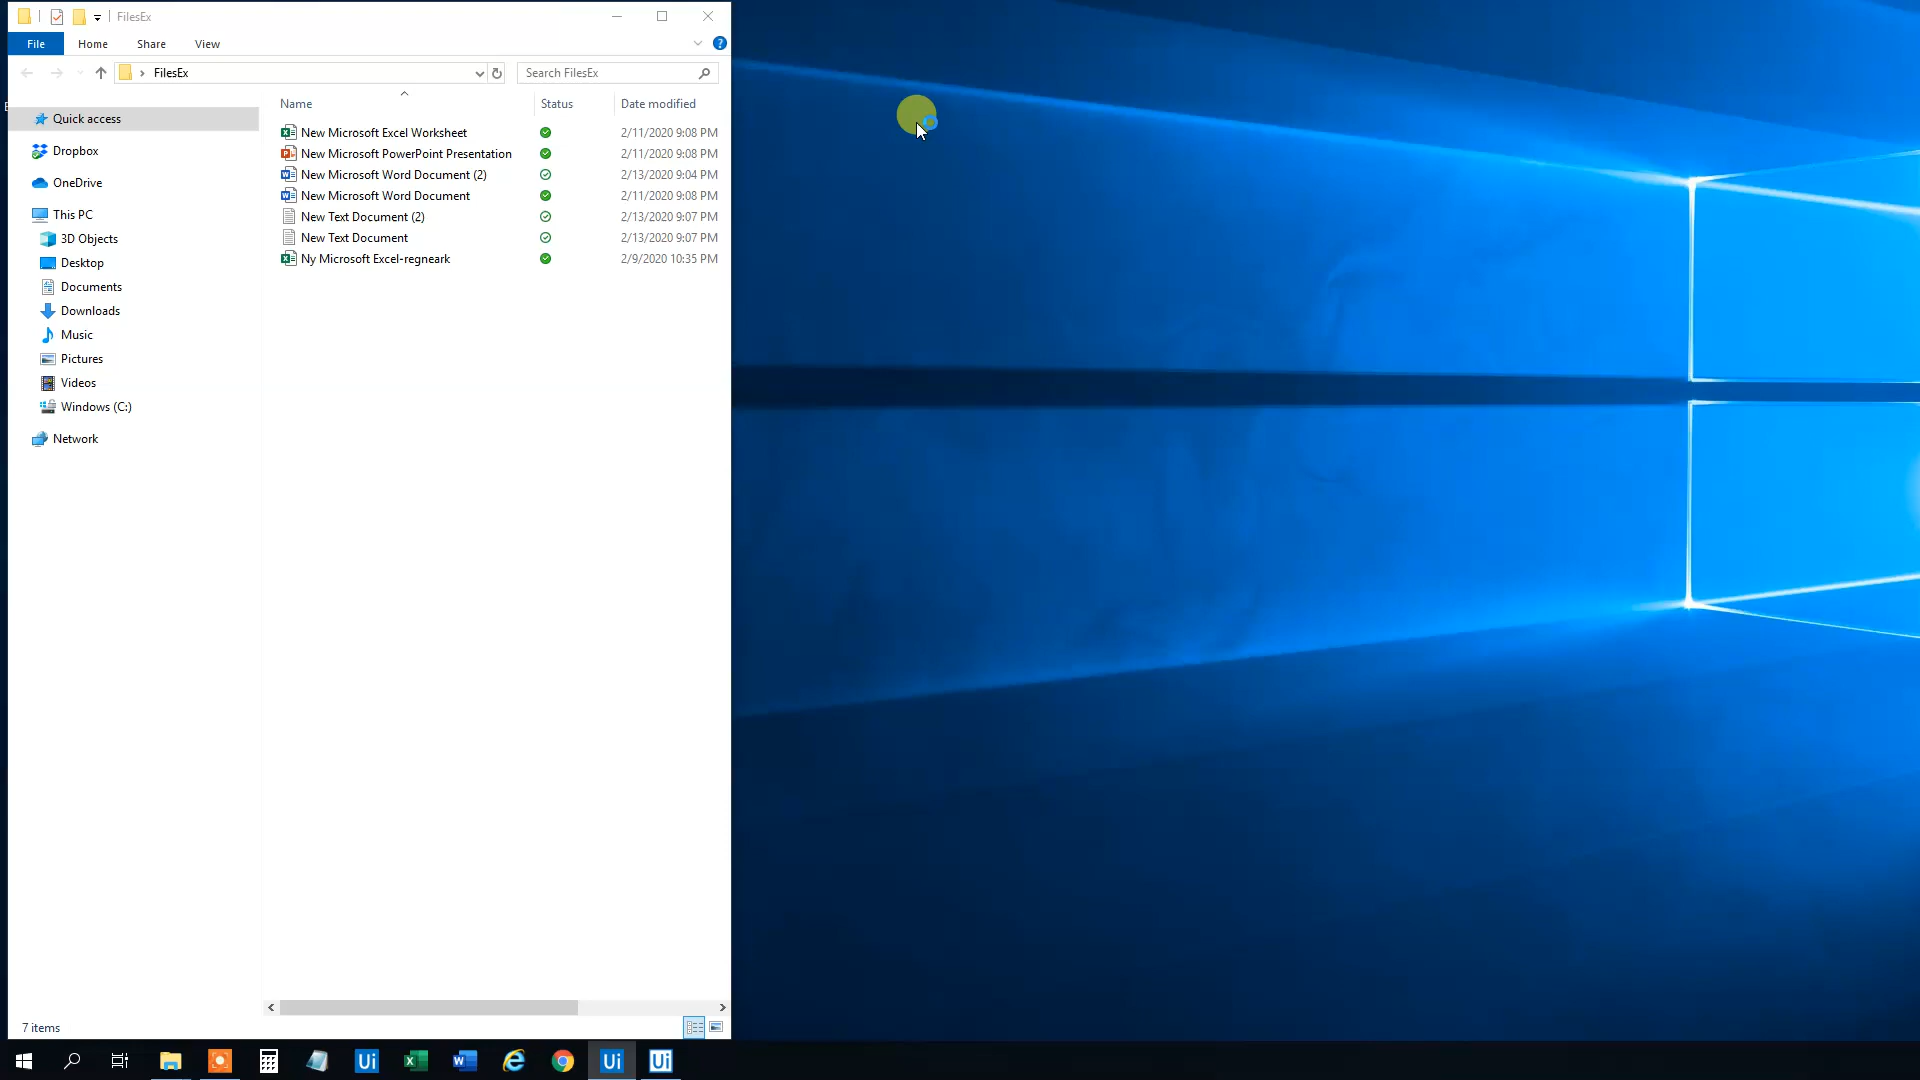 FilesEx
File Home Share View
FilesEx
Search FilesEx
Name Status Date modified
Quick access
Dropbox
OneDrive
This PC
3D Objects
Desktop
Documents
Downloads
Music
Pictures
Videos
Windows (C:)
Network
New Microsoft Excel Worksheet 2/11/2020 9:08 PM
New Microsoft PowerPoint Presentation 2/11/2020 9:08 PM
New Microsoft Word Document (2) 2/13/2020 9:04 PM
New Microsoft Word Document 2/11/2020 9:08 PM
New Text Document (2) 2/13/2020 9:07 PM
New Text Document 2/13/2020 9:07 PM
Ny Microsoft Excel-regneark 2/9/2020 10:35 PM
7 items
Ui Ui Ui